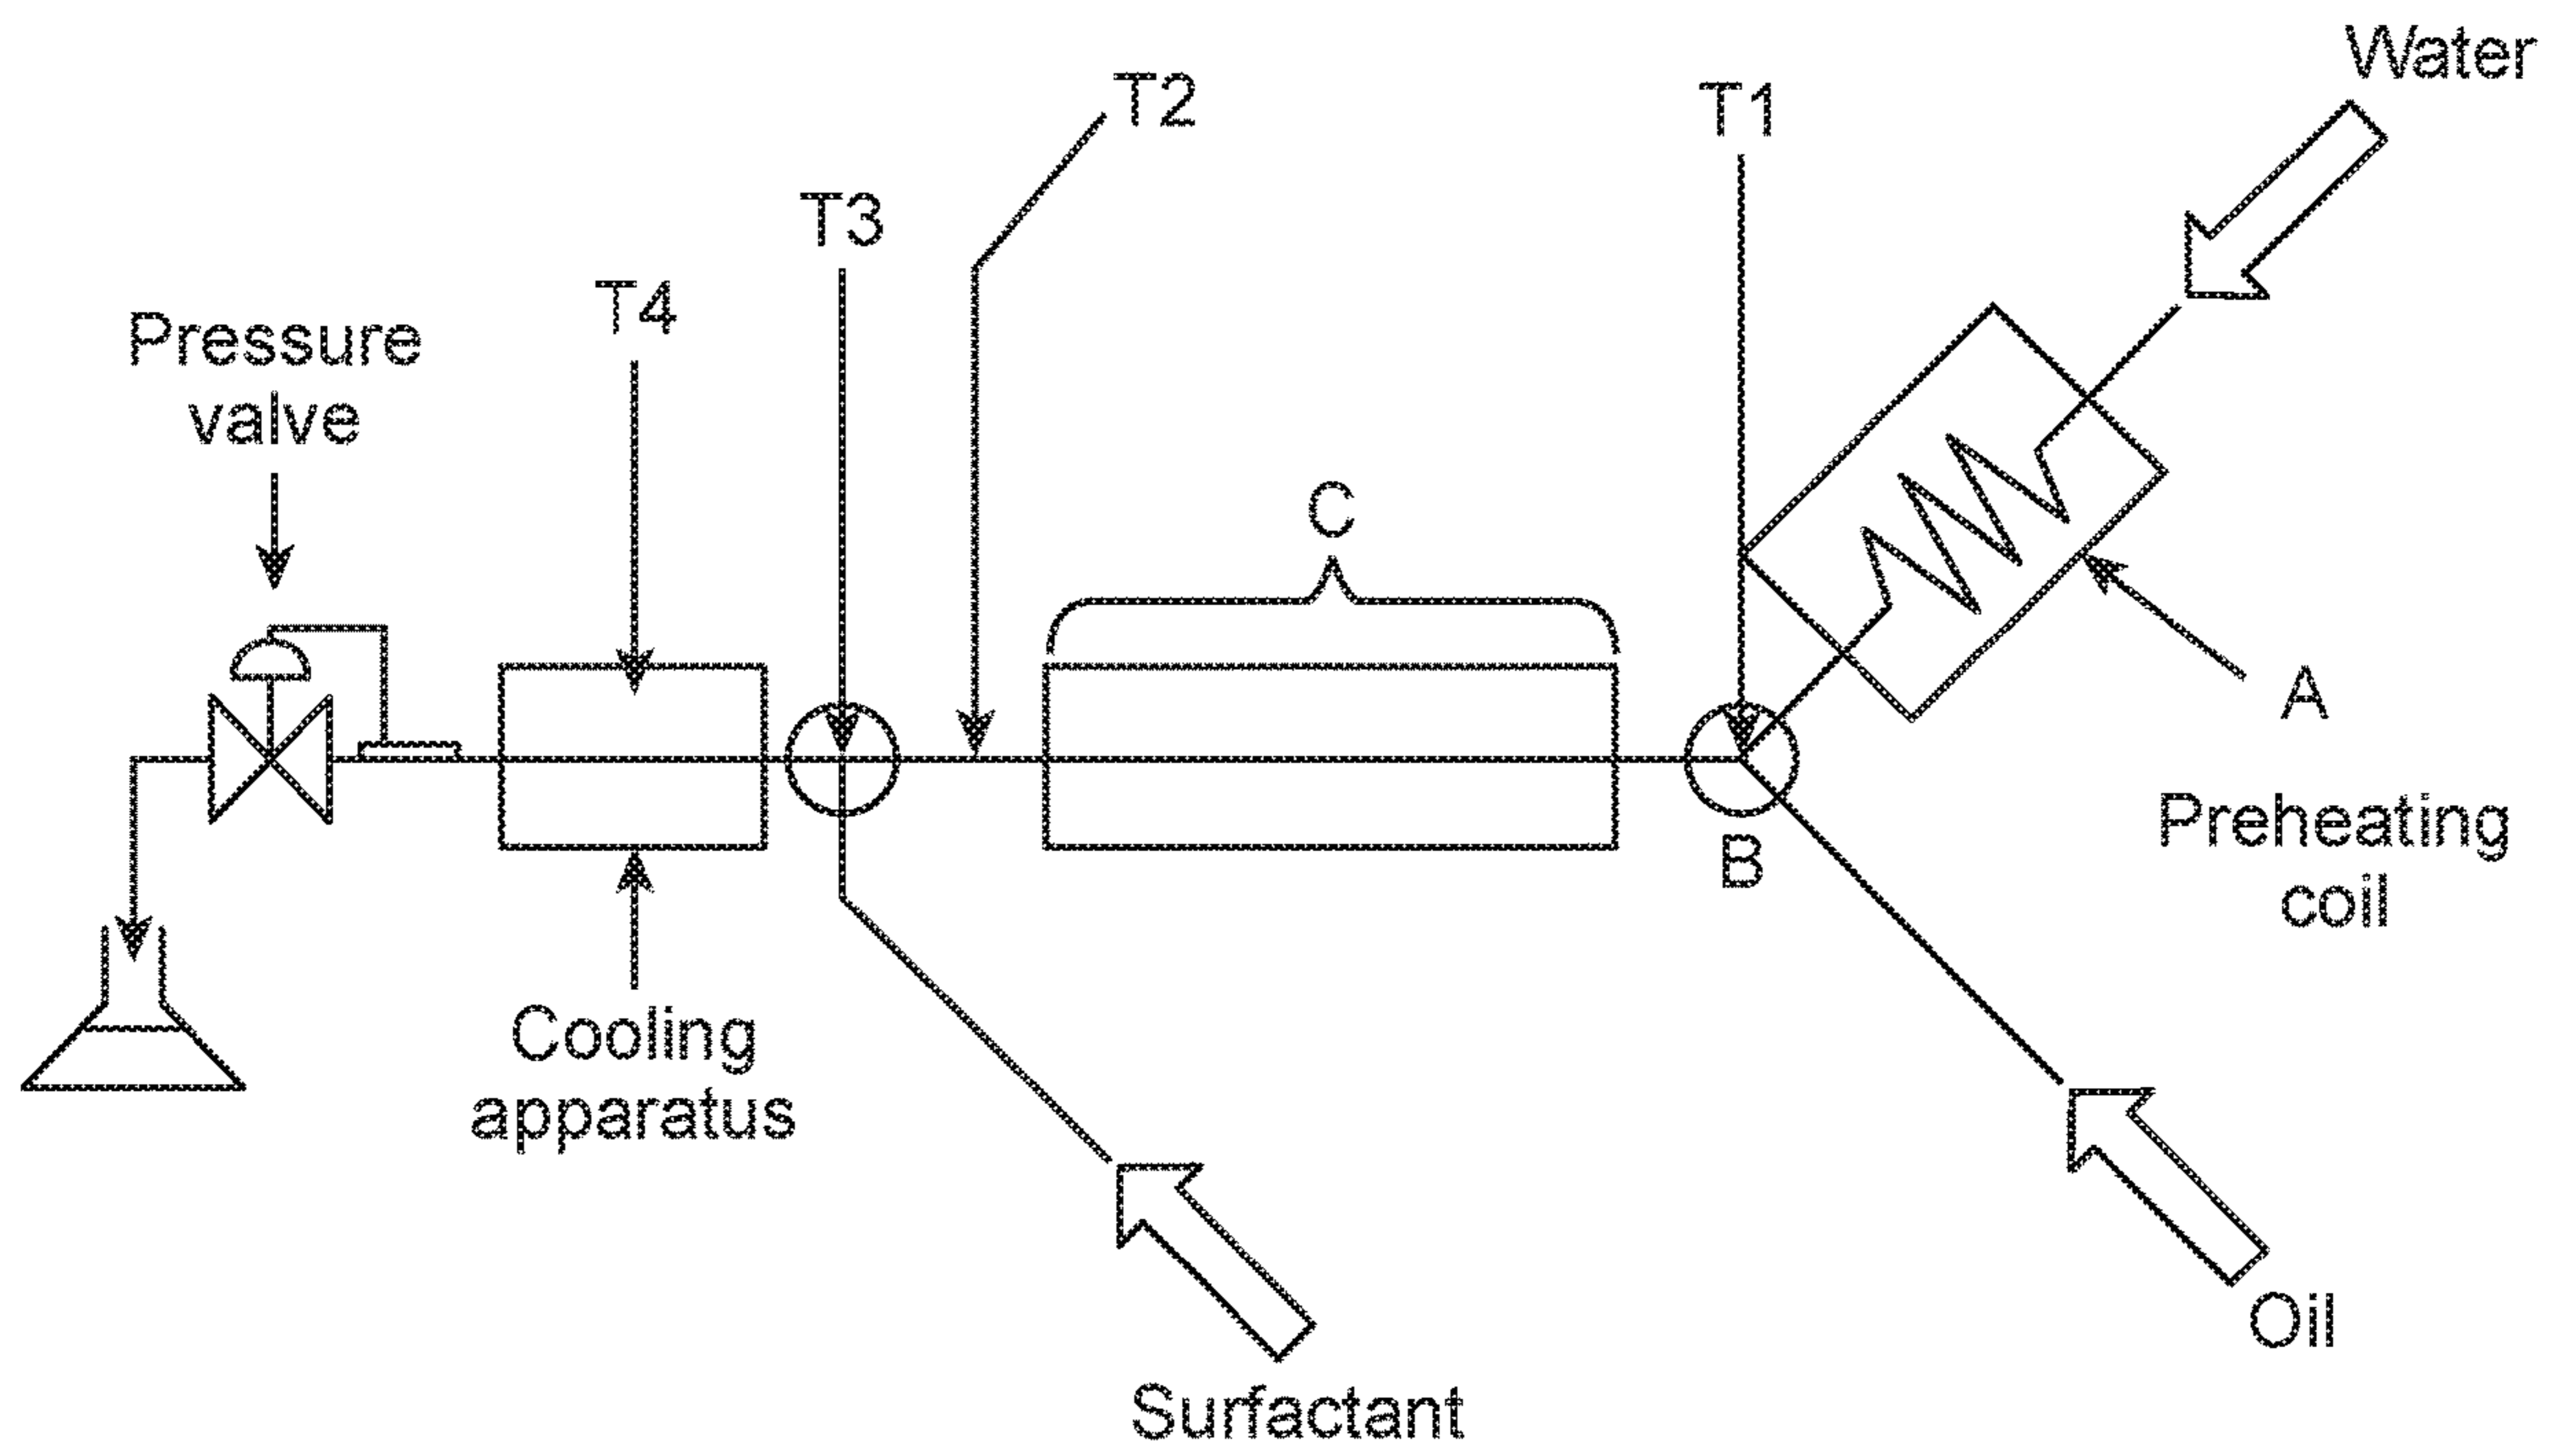 Water
T2
T1
T3
T4
Pressure
valve
C
A
Preheating
coil
B
Cooling
apparatus
Oil
Surfactant